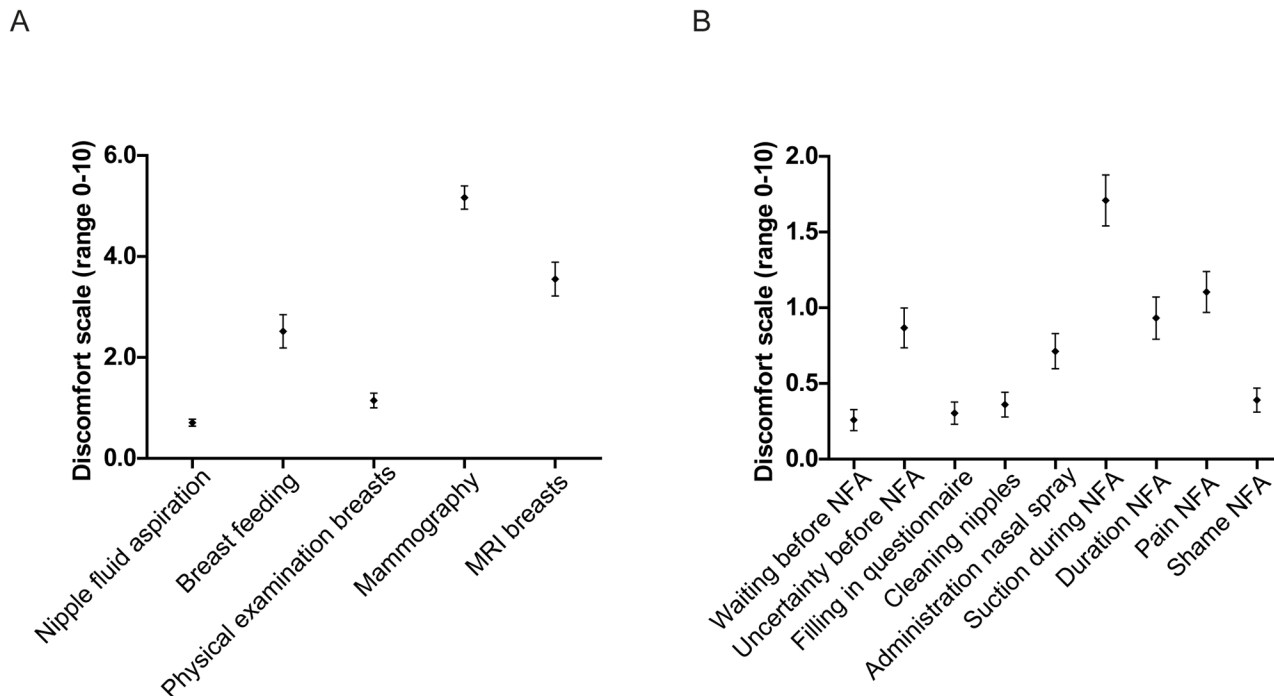 A
Discomfort scale (range 0-10)
6.0
4.0
2.0
0.0
Nipple fluid aspiration
Breast feeding
Physical examination breasts
Mammography
MRI breasts
B
Discomfort scale (range 0-10)
2.0
1.5
1.0
0.5
0.0
Waiting before NFA
Uncertainty before NFA
Filling in questionnaire
Cleaning nipples
Administration nasal spray
Suction during NFA
Duration NFA
Pain NFA
Shame NFA